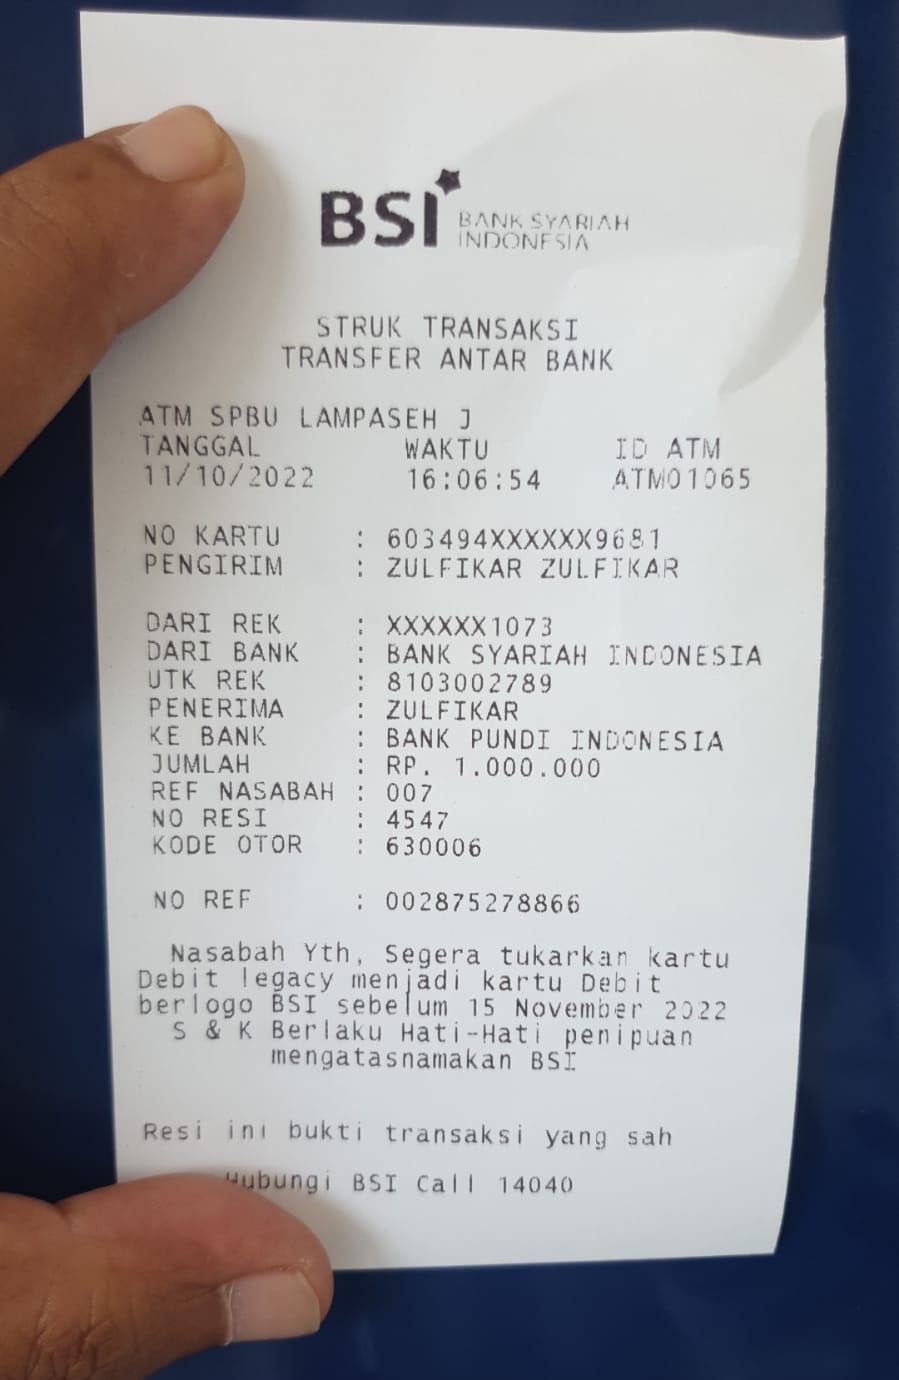 BSI BANK SYARIAH
INDONESIA
STRUK TRANSAKSI
TRANSFER ANTAR BANK
ATM SPBU LAMPASEH J
TANGGAL WAKTU ID ATM
11/10/2022 16:06:54 ATM01065
NO KARTU : 603494XXXXXX9681
PENGIRIM : ZULFIKAR ZULFIKAR
DARI REK : XXXXXX1073
DARI BANK : BANK SYARIAH INDONESIA
UTK REK : 8103002789
PENERIMA : ZULFIKAR
KE BANK : BANK PUNDI INDONESIA
JUMLAH : RP. 1.000.000
REF NASABAH : 007
NO RESI : 4547
KODE OTOR : 630006
NO REF : 002875278866
Nasabah Yth, Segera tukarkan kartu
Debit legacy menjadi kartu Debit
berlogo BSI sebelum 15 November 2022
S & K Berlaku Hati-Hati penipuan
mengatasnamakan BSI
Resi ini bukti transaksi yang sah
Hubungi BSI Call 14040